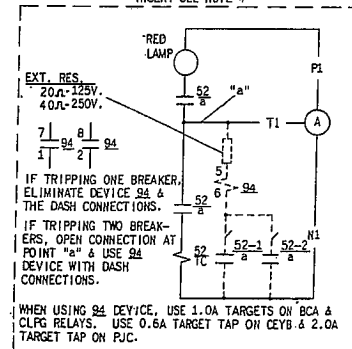 RED
LAMP
P1
EXT. RES.
20Ω-125V.
40Ω-250V.
52
a
"a"
T1
A
7 8
94 94
1 2
5
6
94
IF TRIPPING ONE BREAKER,
ELIMINATE DEVICE 94 &
THE DASH CONNECTIONS.
52
a
IF TRIPPING TWO BREAK-
ERS, OPEN CONNECTION AT
POINT "a" & USE 94
DEVICE WITH DASH
CONNECTIONS.
52
TC
52-1
a
52-2
a
N1
WHEN USING 94 DEVICE, USE 1.0A TARGETS ON BCA &
CLPG RELAYS. USE 0.6A TARGET TAP ON CEYB & 2.0A
TARGET TAP ON PJC.